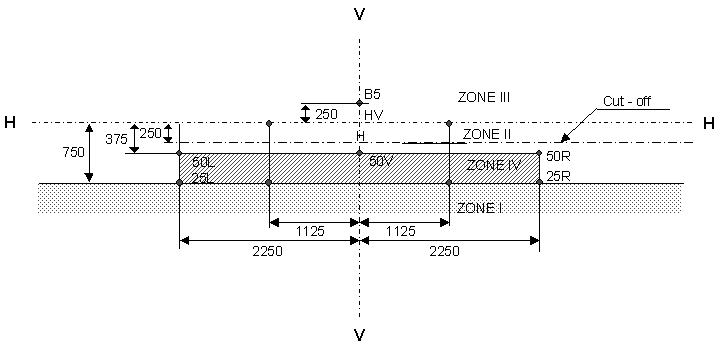 V
B5
ZONE III
Cut - off
250
HV
H
H
375
250
H
ZONE II
750
50L
50V
ZONE IV
50R
25L
25R
ZONE I
1125
1125
2250
2250
V